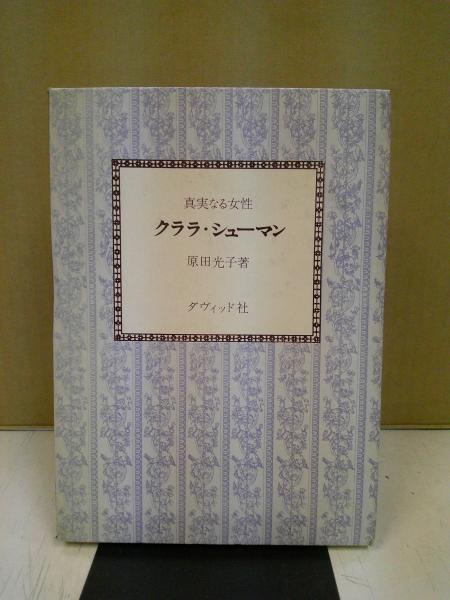 真実なる女性
クララ・シューマン
原田光子著
ダヴィッド社